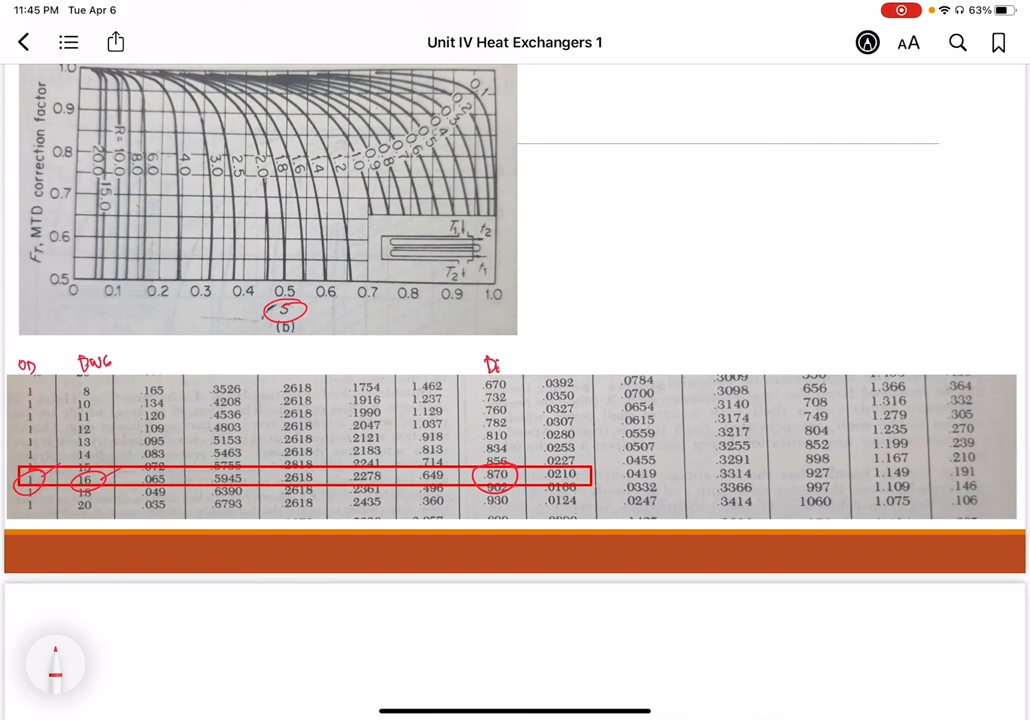 11:45 PM Tue Apr 6
63%
Unit IV Heat Exchangers 1
AA
1.0
0.9
0.8
0.7
0.6
0.5
FT, MTD correction factor
R= 10.0
20.0
15.0
8.0
6.0
4.0
3.0
2.5
2.0
1.8
1.6
1.4
1.2
1.0
0.9
0.8
0.7
0.6
0.5
0.4
0.3
0.2
0.1
T1 t2
T2 t1
0 0.1 0.2 0.3 0.4 0.5 0.6 0.7 0.8 0.9 1.0
S
(b)
OD BWG Di
1 8 .165 .3526 .2618 .1754 1.462 .670 .0392 .0784 .3009 1.366 .364
1 10 .134 .4208 .2618 .1916 1.237 .732 .0350 .0700 .3098 656 1.316 .332
1 11 .120 .4536 .2618 .1990 1.129 .760 .0327 .0654 .3140 708 1.279 .305
1 12 .109 .4803 .2618 .2047 1.037 .782 .0307 .0615 .3174 749 1.235 .270
1 13 .095 .5153 .2618 .2121 .918 .810 .0280 .0559 .3217 804 1.199 .239
1 14 .083 .5463 .2618 .2183 .813 .834 .0253 .0507 .3255 852 1.167 .210
1 15 .072 .5755 .2618 .2241 .714 .856 .0227 .0455 .3291 898 1.149 .191
1 16 .065 .5945 .2618 .2278 .649 .870 .0210 .0419 .3314 927 1.109 .146
1 18 .049 .6390 .2618 .2361 .496 .902 .0166 .0332 .3366 997 1.075 .106
1 20 .035 .6793 .2618 .2435 .360 .930 .0124 .0247 .3414 1060